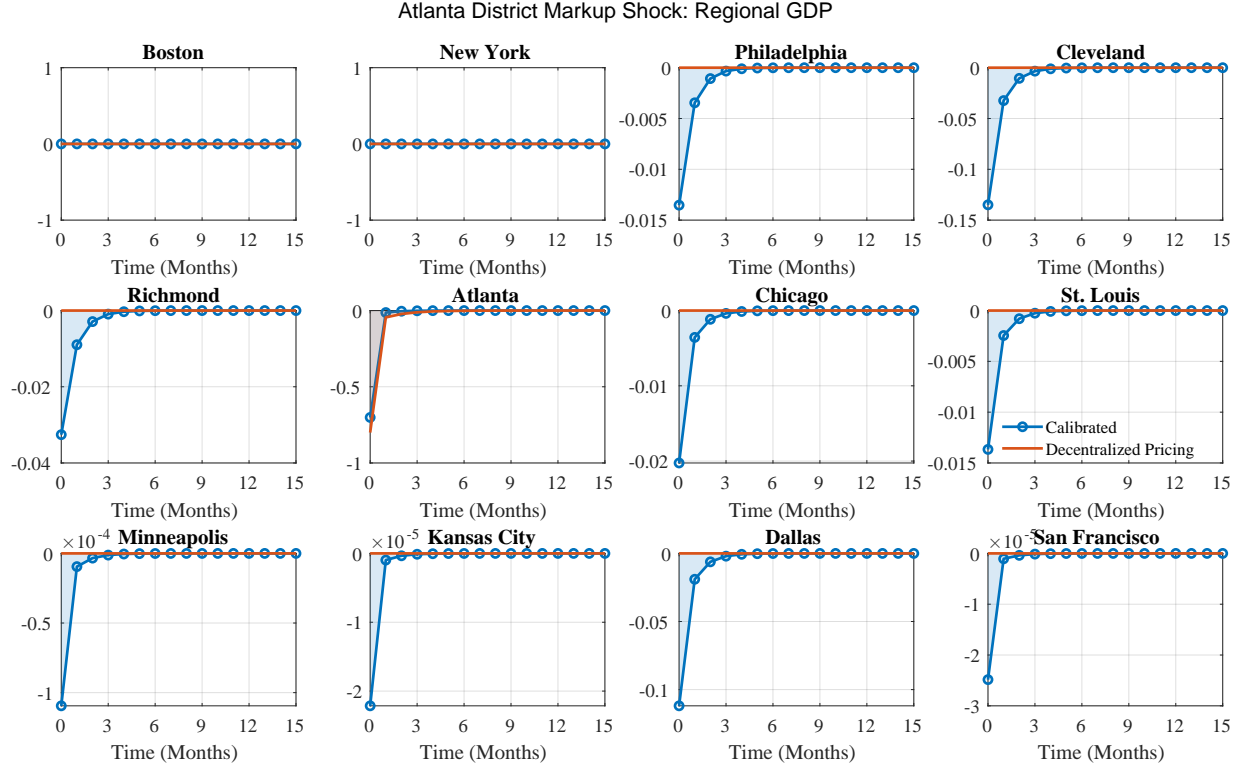 Atlanta District Markup Shock: Regional GDP
Boston
1
0
-1
0 3 6 9 12 15
Time (Months)
New York
1
0
-1
0 3 6 9 12 15
Time (Months)
Philadelphia
0
-0.005
-0.01
-0.015
0 3 6 9 12 15
Time (Months)
Cleveland
0
-0.05
-0.1
-0.15
0 3 6 9 12 15
Time (Months)
Richmond
0
-0.02
-0.04
0 3 6 9 12 15
Time (Months)
Atlanta
0
-0.5
-1
0 3 6 9 12 15
Time (Months)
Chicago
0
-0.01
-0.02
0 3 6 9 12 15
Time (Months)
St. Louis
0
-0.005
-0.01
-0.015
Calibrated
Decentralized Pricing
0 3 6 9 12 15
Time (Months)
×10⁻⁴ Minneapolis
0
-0.5
-1
0 3 6 9 12 15
Time (Months)
×10⁻⁵ Kansas City
0
-1
-2
0 3 6 9 12 15
Time (Months)
Dallas
0
-0.05
-0.1
0 3 6 9 12 15
Time (Months)
×10⁻⁵ San Francisco
0
-1
-2
-3
0 3 6 9 12 15
Time (Months)